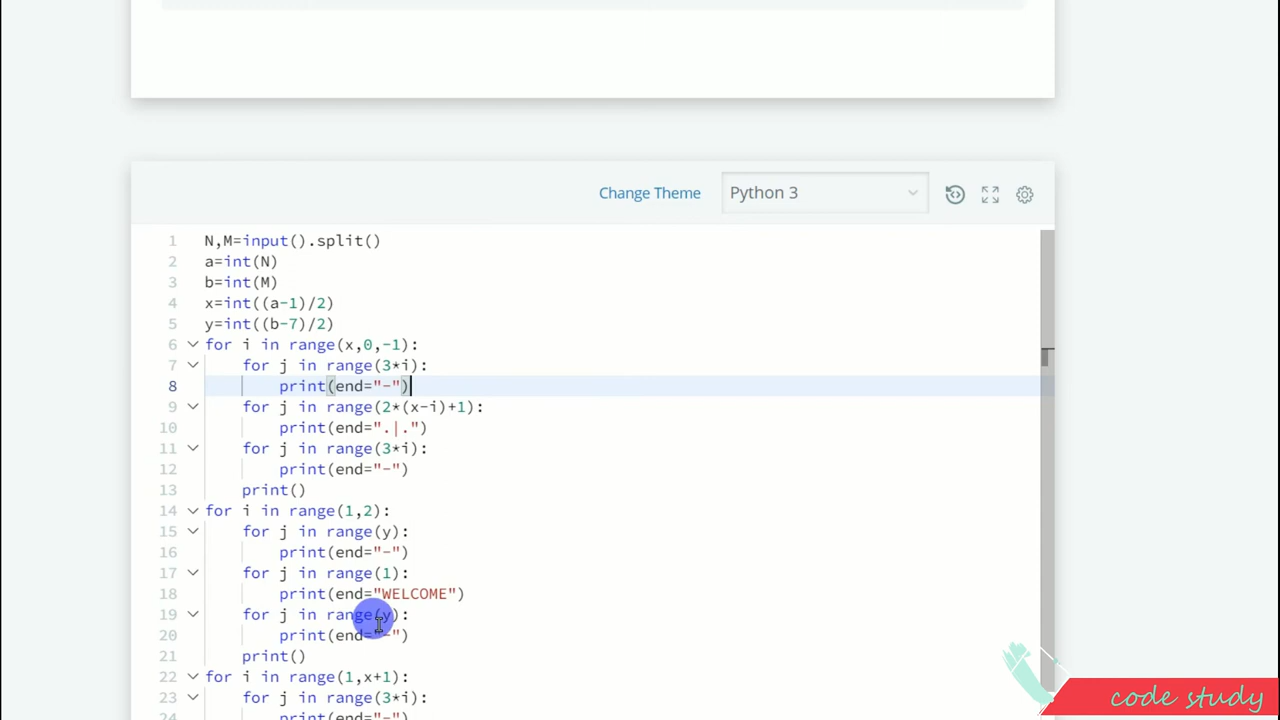 Change Theme Python 3
1 N,M=input().split()
2 a=int(N)
3 b=int(M)
4 x=int((a-1)/2)
5 y=int((b-7)/2)
6 for i in range(x,0,-1):
7 for j in range(3*i):
8 print(end="-")
9 for j in range(2*(x-i)+1):
10 print(end=".|.")
11 for j in range(3*i):
12 print(end="-")
13 print()
14 for i in range(1,2):
15 for j in range(y):
16 print(end="-")
17 for j in range(1):
18 print(end="WELCOME")
19 for j in range(y):
20 print(end="-")
21 print()
22 for i in range(1,x+1):
23 for j in range(3*i):
24 print(end="-")
code study